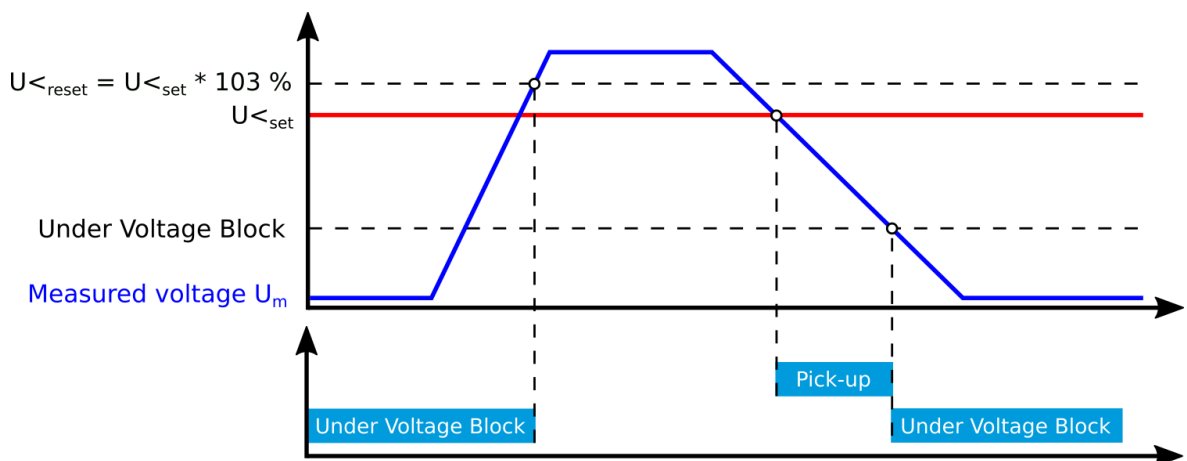 U<reset = U<set * 103 %
U<set
Under Voltage Block
Measured voltage Um
Pick-up
Under Voltage Block
Under Voltage Block